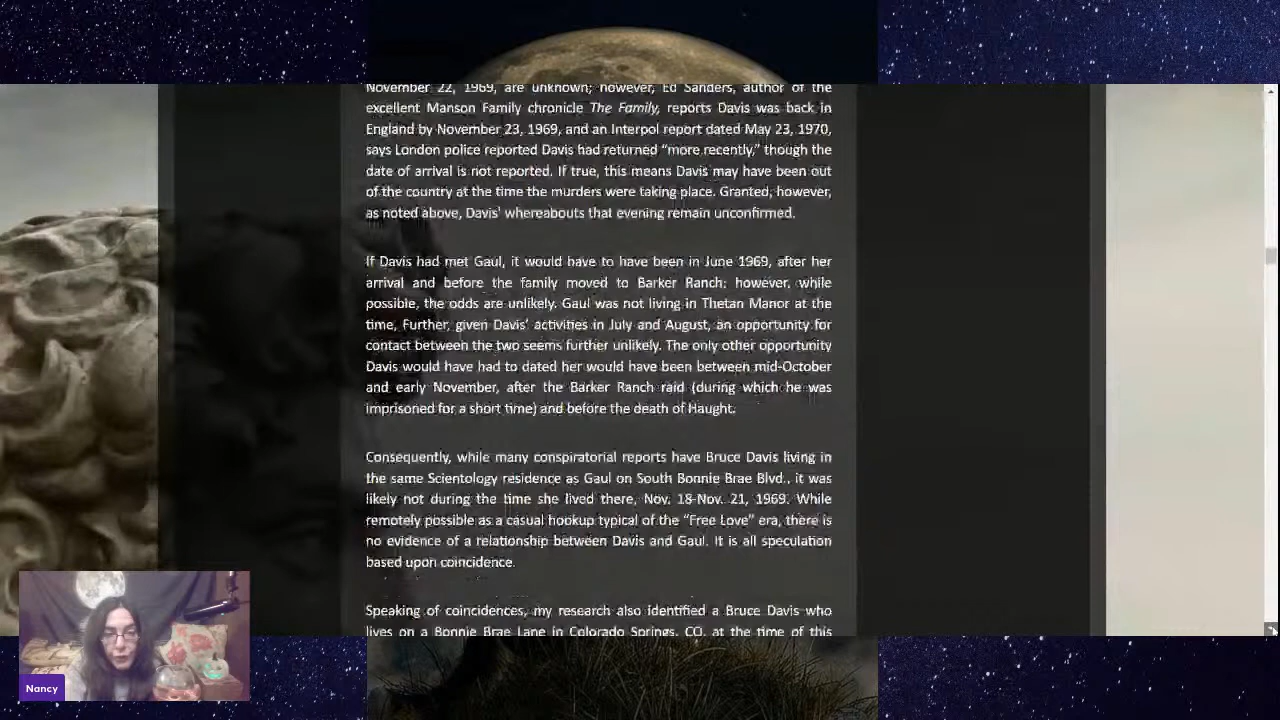 November 22, 1969, are unknown; however, Ed Sanders, author of the
excellent Manson Family chronicle The Family, reports Davis was back in
England by November 23, 1969, and an Interpol report dated May 23, 1970,
says London police reported Davis had returned “more recently,” though the
date of arrival is not reported. If true, this means Davis may have been out
of the country at the time the murders were taking place. Granted, however,
as noted above, Davis' whereabouts that evening remain unconfirmed.
If Davis had met Gaul, it would have to have been in June 1969, after her
arrival and before the family moved to Barker Ranch; however, while
possible, the odds are unlikely. Gaul was not living in Thetan Manor at the
time, Further, given Davis' activities in July and August, an opportunity for
contact between the two seems further unlikely. The only other opportunity
Davis would have had to dated her would have been between mid-October
and early November, after the Barker Ranch raid (during which he was
imprisoned for a short time) and before the death of Haught.
Consequently, while many conspiratorial reports have Bruce Davis living in
the same Scientology residence as Gaul on South Bonnie Brae Blvd., it was
likely not during the time she lived there, Nov. 18-Nov. 21, 1969. While
remotely possible as a casual hookup typical of the “Free Love” era, there is
no evidence of a relationship between Davis and Gaul. It is all speculation
based upon coincidence.
Speaking of coincidences, my research also identified a Bruce Davis who
lives on a Bonnie Brae Lane in Colorado Springs, CO, at the time of this
Nancy